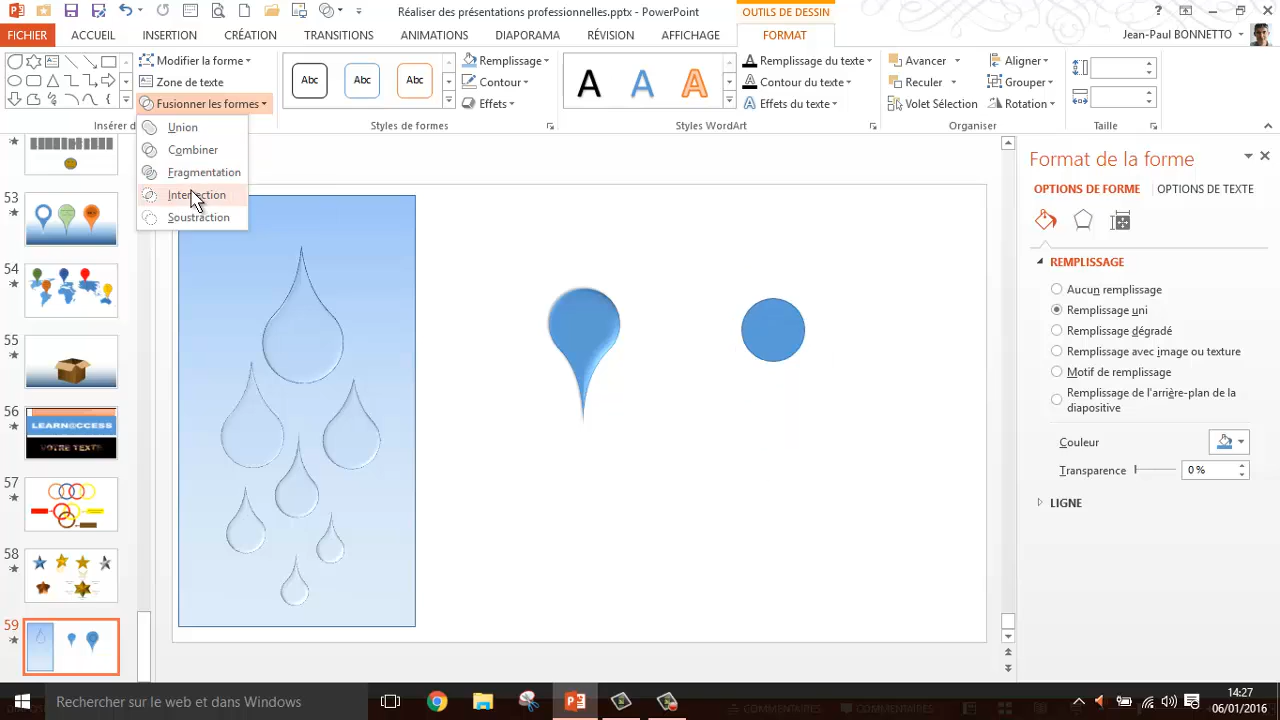 Réaliser des présentations professionnelles.pptx - PowerPoint
OUTILS DE DESSIN
FICHIER ACCUEIL INSERTION CRÉATION TRANSITIONS ANIMATIONS DIAPORAMA RÉVISION AFFICHAGE FORMAT Jean-Paul BONNETTO
Modifier la forme
Zone de texte
Fusionner les formes
Abc Abc Abc
Remplissage
Contour
Effets
A A A
Remplissage du texte
Contour du texte
Effets du texte
Avancer
Reculer
Volet Sélection
Aligner
Grouper
Rotation
Insérer d
Styles de formes
Styles WordArt
Organiser
Taille
Union
Combiner
Fragmentation
Intersection
Soustraction
53
54
55
56
LEARN@CCESS
VOTRE TEXTE
57
58
59
Format de la forme
OPTIONS DE FORME OPTIONS DE TEXTE
REMPLISSAGE
Aucun remplissage
Remplissage uni
Remplissage dégradé
Remplissage avec image ou texture
Motif de remplissage
Remplissage de l'arrière-plan de la
diapositive
Couleur
Transparence 0 %
LIGNE
Rechercher sur le web et dans Windows
14:27
06/01/2016
COMMENTAIRES